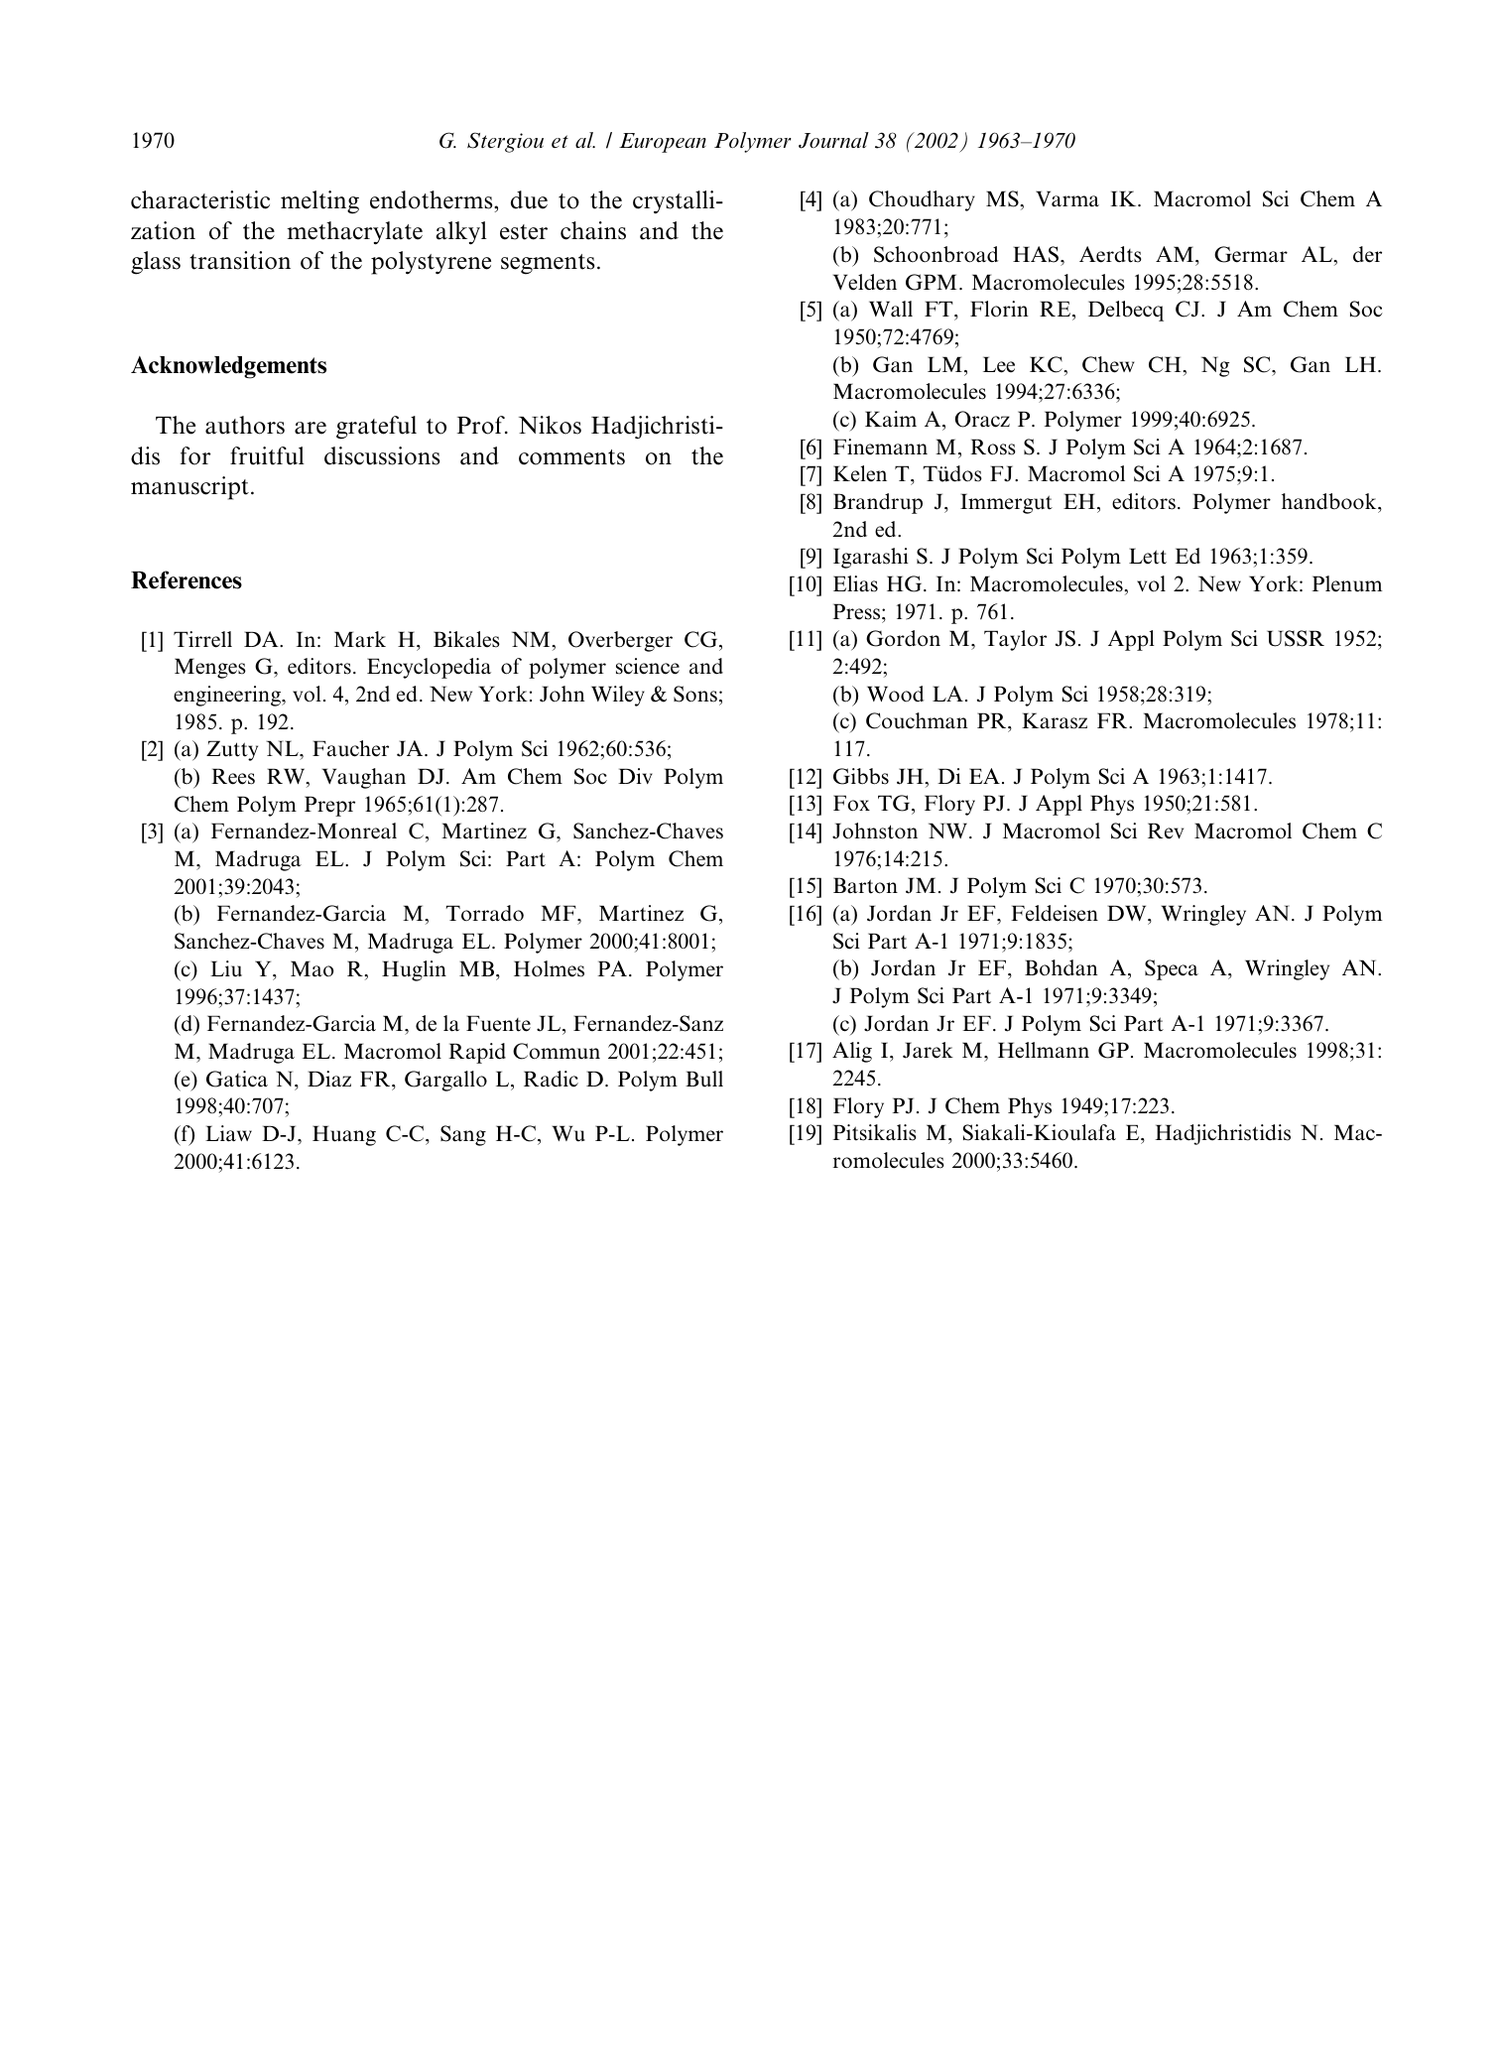 1970
G. Stergiou et al. / European Polymer Journal 38 (2002) 1963–1970
characteristic melting endotherms, due to the crystalli-
zation of the methacrylate alkyl ester chains and the
glass transition of the polystyrene segments.
Acknowledgements
The authors are grateful to Prof. Nikos Hadjichristi-
dis for fruitful discussions and comments on the
manuscript.
References
[1] Tirrell DA. In: Mark H, Bikales NM, Overberger CG,
Menges G, editors. Encyclopedia of polymer science and
engineering, vol. 4, 2nd ed. New York: John Wiley & Sons;
1985. p. 192.
[2] (a) Zutty NL, Faucher JA. J Polym Sci 1962;60:536;
(b) Rees RW, Vaughan DJ. Am Chem Soc Div Polym
Chem Polym Prepr 1965;61(1):287.
[3] (a) Fernandez-Monreal C, Martinez G, Sanchez-Chaves
M, Madruga EL. J Polym Sci: Part A: Polym Chem
2001;39:2043;
(b) Fernandez-Garcia M, Torrado MF, Martinez G,
Sanchez-Chaves M, Madruga EL. Polymer 2000;41:8001;
(c) Liu Y, Mao R, Huglin MB, Holmes PA. Polymer
1996;37:1437;
(d) Fernandez-Garcia M, de la Fuente JL, Fernandez-Sanz
M, Madruga EL. Macromol Rapid Commun 2001;22:451;
(e) Gatica N, Diaz FR, Gargallo L, Radic D. Polym Bull
1998;40:707;
(f) Liaw D-J, Huang C-C, Sang H-C, Wu P-L. Polymer
2000;41:6123.
[4] (a) Choudhary MS, Varma IK. Macromol Sci Chem A
1983;20:771;
(b) Schoonbroad HAS, Aerdts AM, Germar AL, der
Velden GPM. Macromolecules 1995;28:5518.
[5] (a) Wall FT, Florin RE, Delbecq CJ. J Am Chem Soc
1950;72:4769;
(b) Gan LM, Lee KC, Chew CH, Ng SC, Gan LH.
Macromolecules 1994;27:6336;
(c) Kaim A, Oracz P. Polymer 1999;40:6925.
[6] Finemann M, Ross S. J Polym Sci A 1964;2:1687.
[7] Kelen T, Tüdos FJ. Macromol Sci A 1975;9:1.
[8] Brandrup J, Immergut EH, editors. Polymer handbook,
2nd ed.
[9] Igarashi S. J Polym Sci Polym Lett Ed 1963;1:359.
[10] Elias HG. In: Macromolecules, vol 2. New York: Plenum
Press; 1971. p. 761.
[11] (a) Gordon M, Taylor JS. J Appl Polym Sci USSR 1952;
2:492;
(b) Wood LA. J Polym Sci 1958;28:319;
(c) Couchman PR, Karasz FR. Macromolecules 1978;11:
117.
[12] Gibbs JH, Di EA. J Polym Sci A 1963;1:1417.
[13] Fox TG, Flory PJ. J Appl Phys 1950;21:581.
[14] Johnston NW. J Macromol Sci Rev Macromol Chem C
1976;14:215.
[15] Barton JM. J Polym Sci C 1970;30:573.
[16] (a) Jordan Jr EF, Feldeisen DW, Wringley AN. J Polym
Sci Part A-1 1971;9:1835;
(b) Jordan Jr EF, Bohdan A, Speca A, Wringley AN.
J Polym Sci Part A-1 1971;9:3349;
(c) Jordan Jr EF. J Polym Sci Part A-1 1971;9:3367.
[17] Alig I, Jarek M, Hellmann GP. Macromolecules 1998;31:
2245.
[18] Flory PJ. J Chem Phys 1949;17:223.
[19] Pitsikalis M, Siakali-Kioulafa E, Hadjichristidis N. Mac-
romolecules 2000;33:5460.